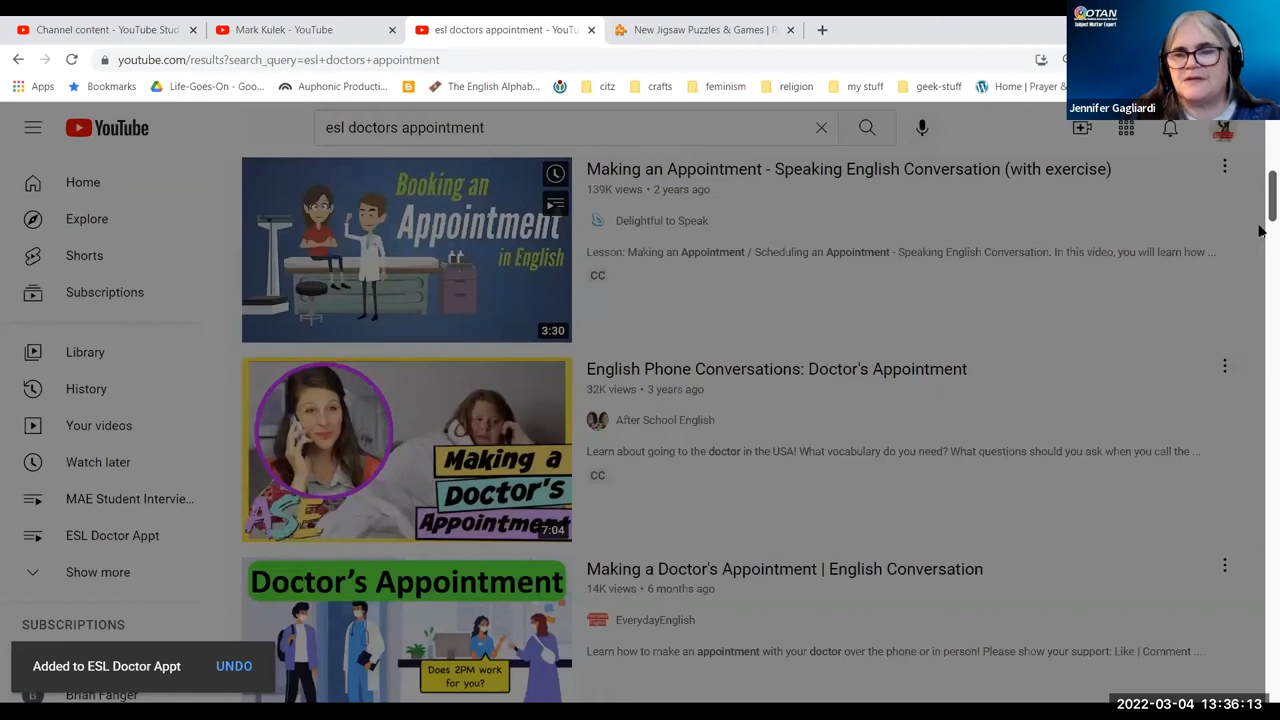 Channel content - YouTube Stud
Mark Kulek - YouTube
esl doctors appointment - YouTu
New Jigsaw Puzzles & Games | P
OTAN
Subject Matter Expert
youtube.com/results?search_query=esl+doctors+appointment
Apps
Bookmarks
Life-Goes-On - Goo...
Auphonic Producti...
The English Alphab...
citz
crafts
feminism
religion
my stuff
geek-stuff
Home | Prayer &
Jennifer Gagliardi
YouTube
esl doctors appointment
Home
Explore
Shorts
Subscriptions
Library
History
Your videos
Watch later
MAE Student Intervie...
ESL Doctor Appt
Show more
SUBSCRIPTIONS
Brian Fanger
Added to ESL Doctor Appt
UNDO
Booking an
Appointment
in English
3:30
Making an Appointment - Speaking English Conversation (with exercise)
139K views • 2 years ago
Delightful to Speak
Lesson: Making an Appointment / Scheduling an Appointment - Speaking English Conversation. In this video, you will learn how ...
CC
ASE
Making a
Doctor's
Appointment
7:04
English Phone Conversations: Doctor's Appointment
32K views • 3 years ago
After School English
Learn about going to the doctor in the USA! What vocabulary do you need? What questions should you ask when you call the ...
CC
Doctor's Appointment
Does 2PM work
for you?
Making a Doctor's Appointment | English Conversation
14K views • 6 months ago
EverydayEnglish
Learn how to make an appointment with your doctor over the phone or in person! Please show your support: Like | Comment ...
2022-03-04 13:36:13